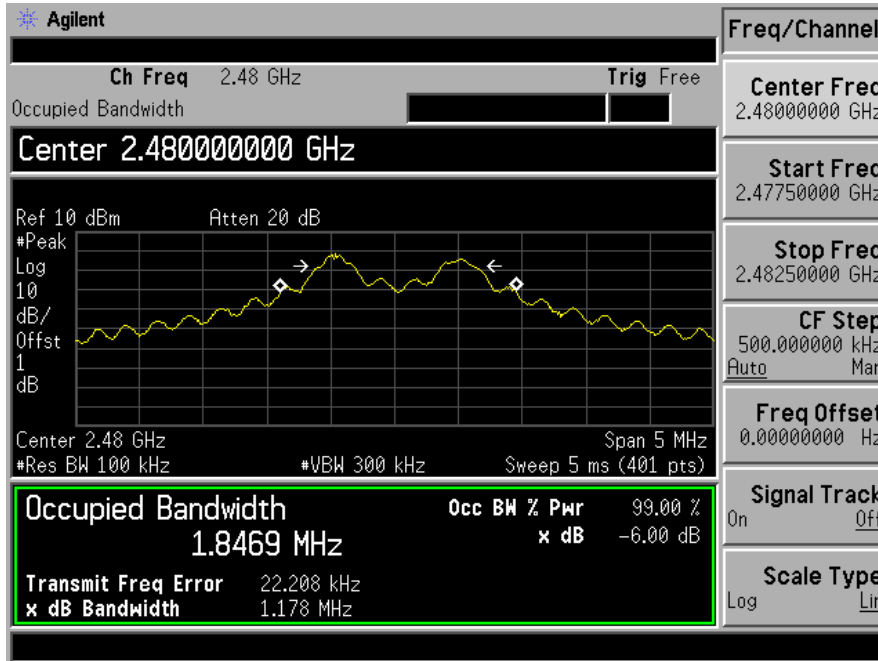 Agilent
Freq/Channel
Ch Freq 2.48 GHz Trig Free
Occupied Bandwidth
Center 2.480000000 GHz
Ref 10 dBm Atten 20 dB
#Peak
Log
10
dB/
Offst
1
dB
Center 2.48 GHz Span 5 MHz
#Res BW 100 kHz #VBW 300 kHz Sweep 5 ms (401 pts)
Occupied Bandwidth
1.8469 MHz
Occ BW % Pwr 99.00 %
x dB -6.00 dB
Transmit Freq Error 22.208 kHz
x dB Bandwidth 1.178 MHz
Center Freq
2.48000000 GHz
Start Freq
2.47750000 GHz
Stop Freq
2.48250000 GHz
CF Step
500.000000 kHz
Auto Man
Freq Offset
0.00000000 Hz
Signal Track
On Off
Scale Type
Log Lin